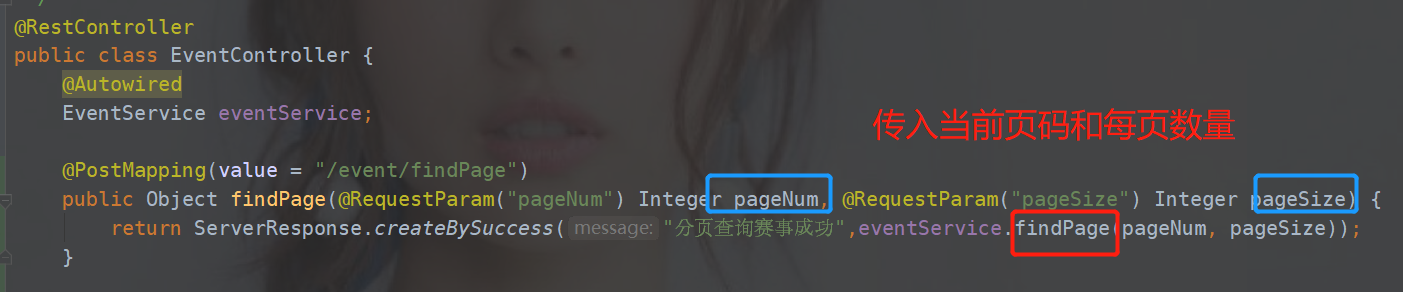 @RestController
public class EventController {
@Autowired
EventService eventService;
传入当前页码和每页数量
@PostMapping(value = "/event/findPage")
public Object findPage(@RequestParam("pageNum") Integer pageNum, @RequestParam("pageSize") Integer pageSize) {
return ServerResponse.createBySuccess( message: "分页查询赛事成功",eventService.findPage(pageNum, pageSize));
}